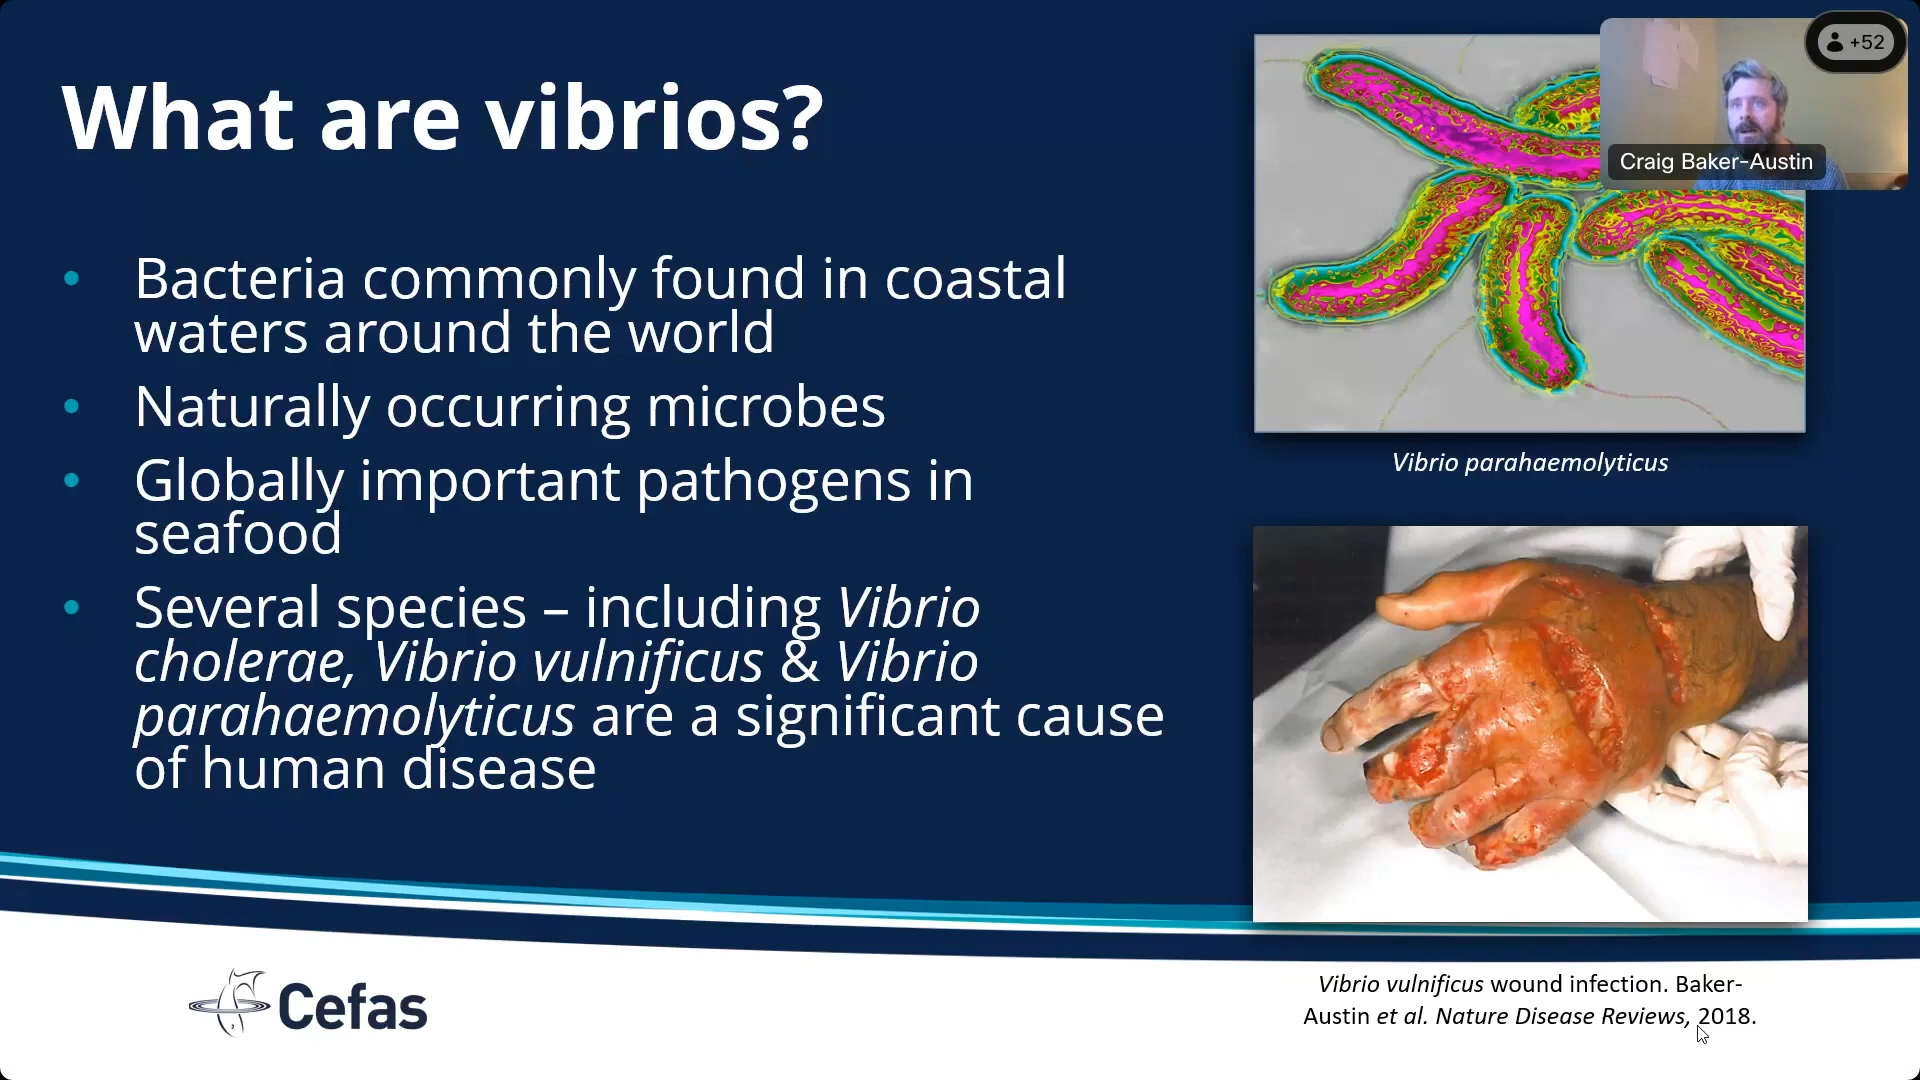 What are vibrios?
+52
Craig Baker-Austin
• Bacteria commonly found in coastal
waters around the world
• Naturally occurring microbes
• Globally important pathogens in
seafood
• Several species – including Vibrio
cholerae, Vibrio vulnificus & Vibrio
parahaemolyticus are a significant cause
of human disease
Vibrio parahaemolyticus
Vibrio vulnificus wound infection. Baker-
Austin et al. Nature Disease Reviews, 2018.
Cefas